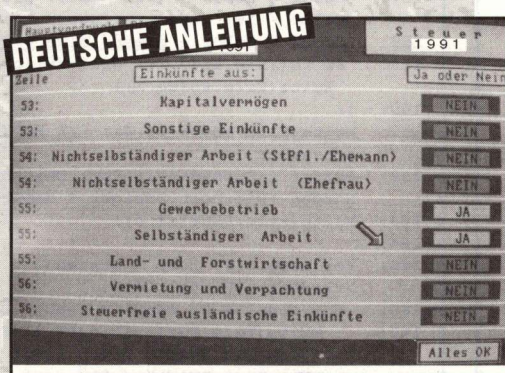 DEUTSCHE ANLEITUNG
Steuer
1991
1991
Zeile Einkünfte aus: Ja oder Nein
53: Kapitalvermögen NEIN
53: Sonstige Einkünfte NEIN
54: Nichtselbständiger Arbeit (StPfl./Ehemann) NEIN
54: Nichtselbständiger Arbeit (Ehefrau) NEIN
55: Gewerbebetrieb JA
55: Selbständiger Arbeit JA
55: Land- und Forstwirtschaft NEIN
56: Vermietung und Verpachtung NEIN
56: Steuerfreie ausländische Einkünfte NEIN
Alles OK